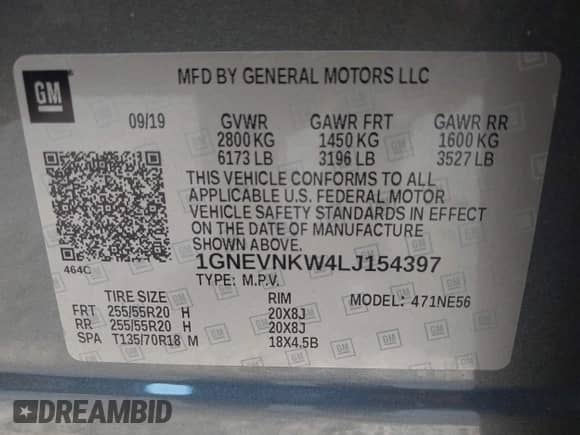 GM
MFD BY GENERAL MOTORS LLC
09/19 GVWR GAWR FRT GAWR RR
2800 KG 1450 KG 1600 KG
6173 LB 3196 LB 3527 LB
THIS VEHICLE CONFORMS TO ALL
APPLICABLE U.S. FEDERAL MOTOR
VEHICLE SAFETY STANDARDS IN EFFECT
ON THE DATE OF MANUFACTURE
SHOWN ABOVE.
464C
1GNEVNKW4LJ154397
TYPE: M.P.V.
TIRE SIZE RIM MODEL: 471NE56
FRT 255/55R20 H 20X8J
RR 255/55R20 H 20X8J
SPA T135/70R18 M 18X4.5B
DREAMBID